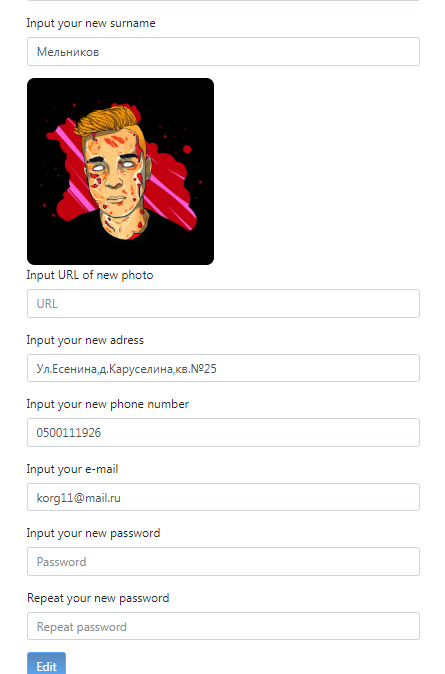 Input your new surname
Мельников
Input URL of new photo
URL
Input your new adress
Ул.Есенина,д.Каруселина,кв.№25
Input your new phone number
0500111926
Input your e-mail
korg11@mail.ru
Input your new password
Password
Repeat your new password
Repeat password
Edit